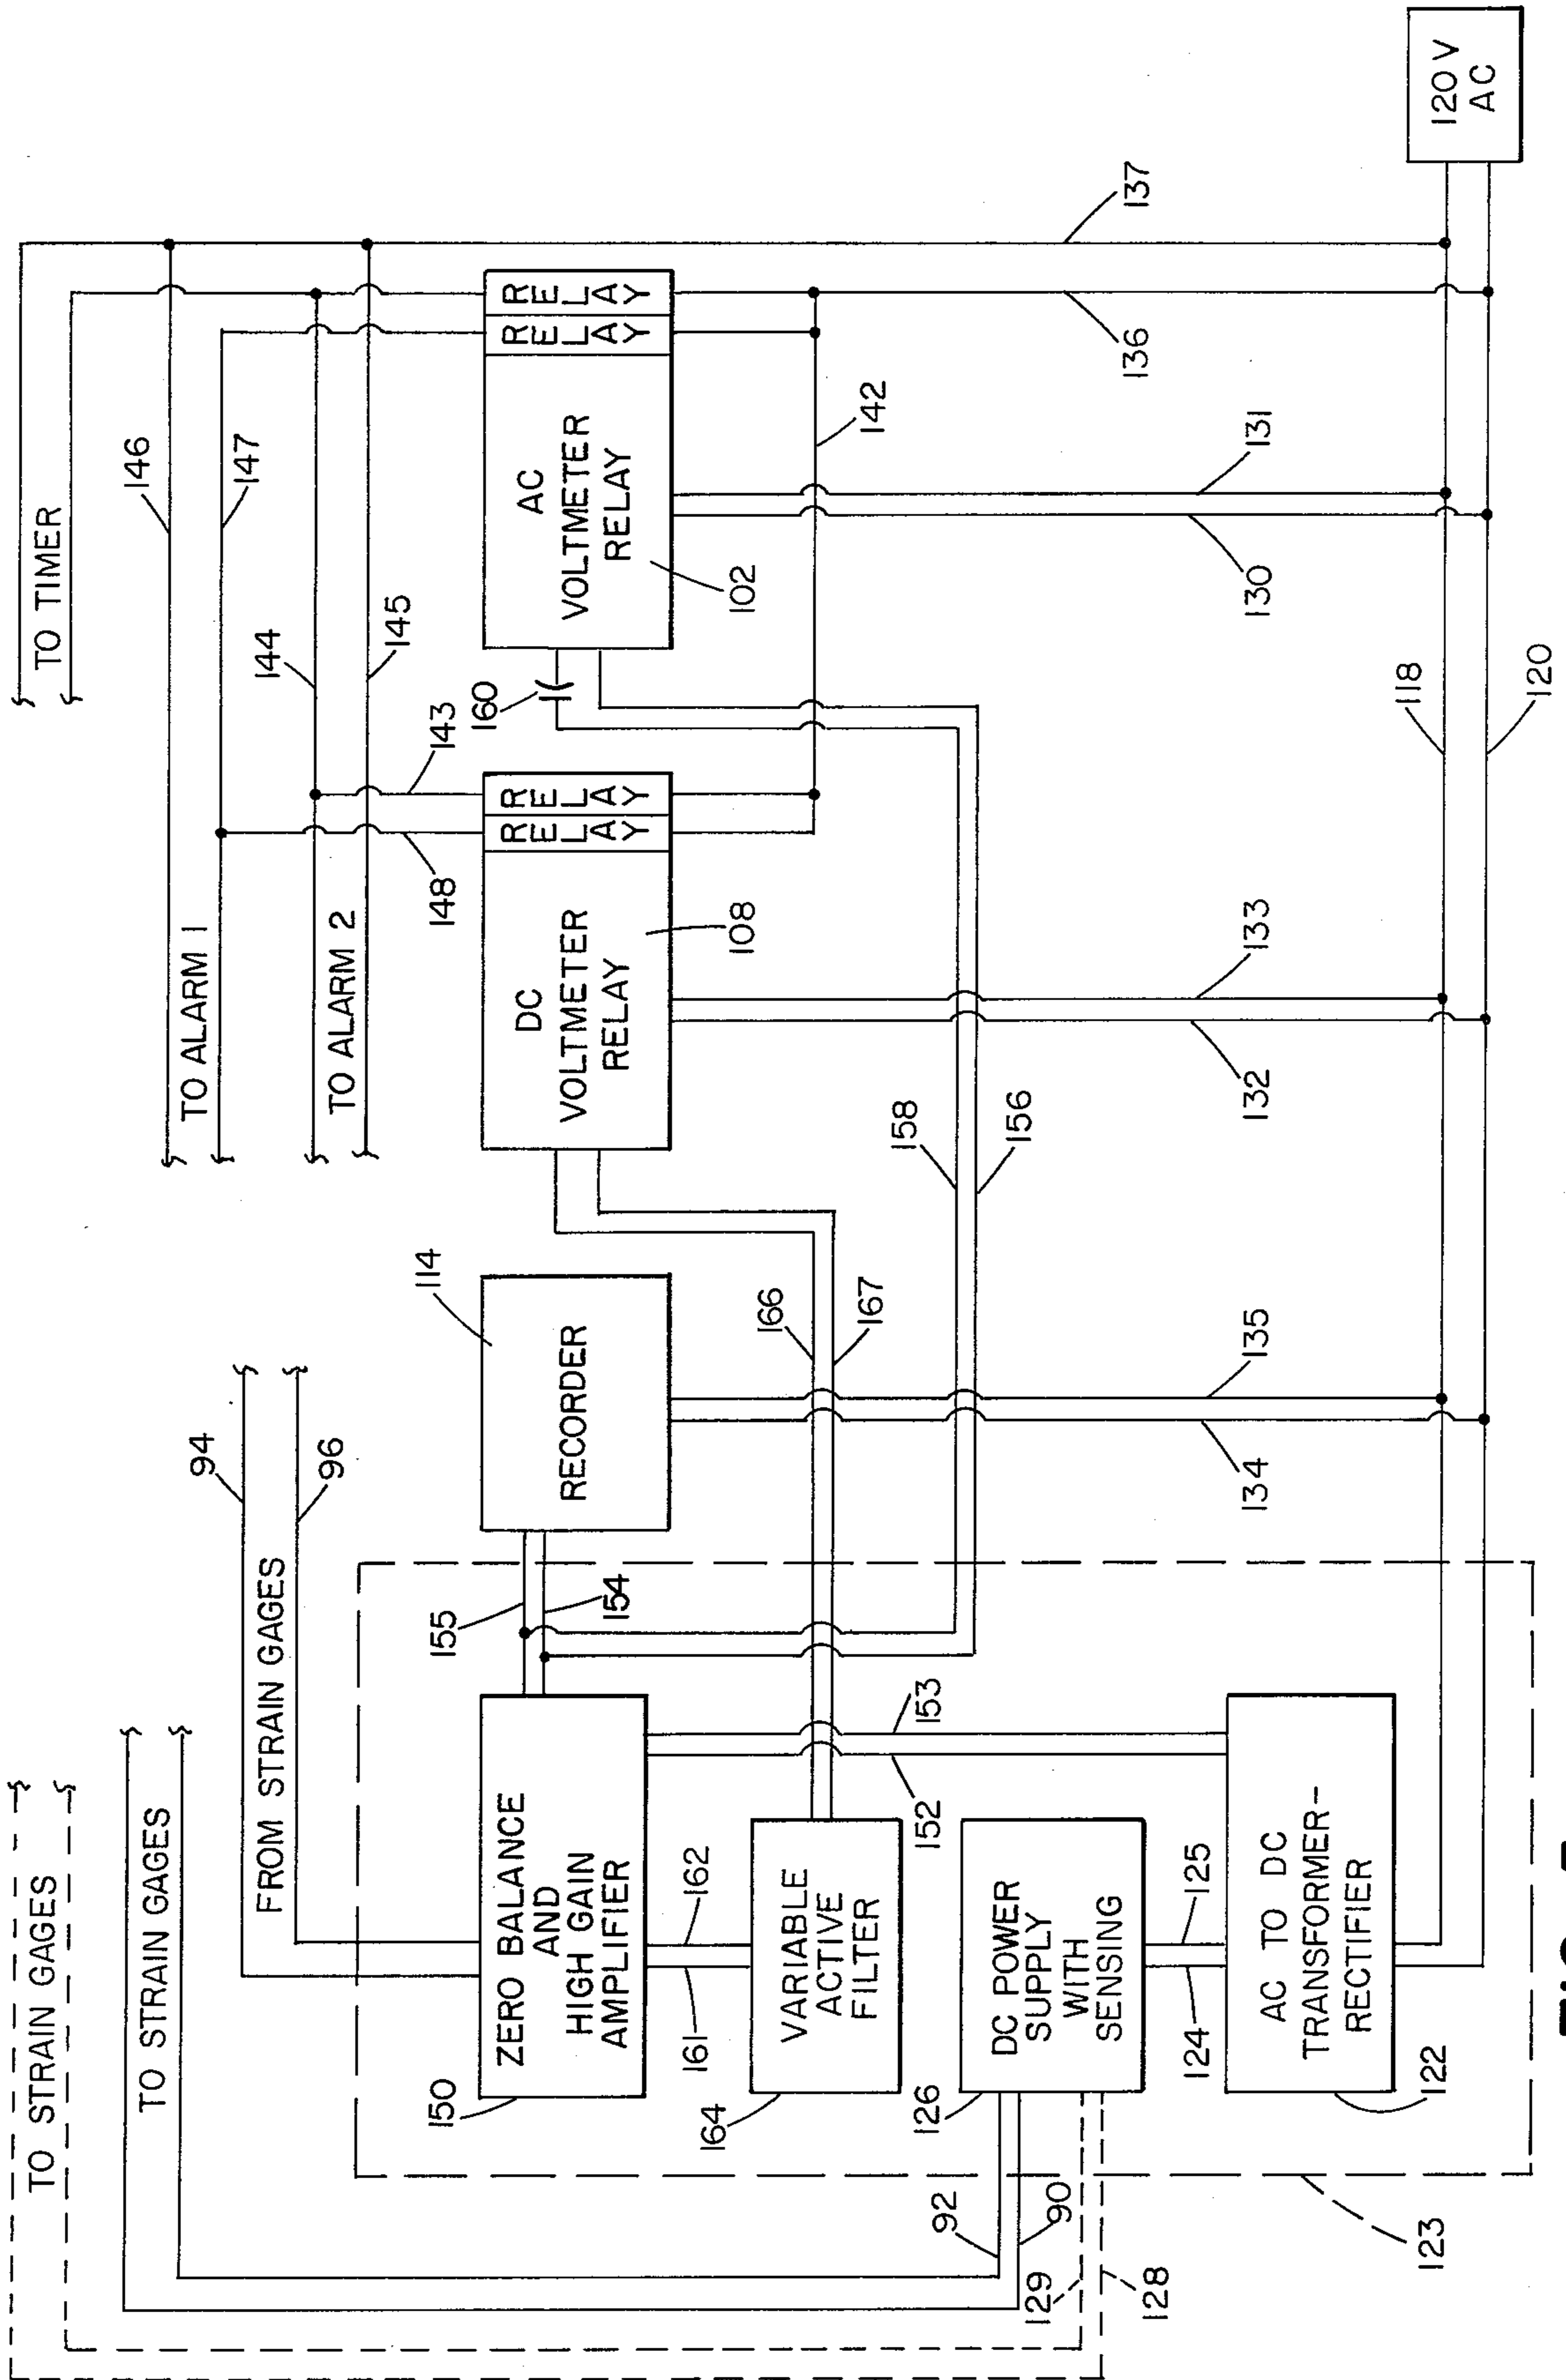 TO STRAIN GAGES
TO STRAIN GAGES
FROM STRAIN GAGES
94
96
TO ALARM 1
TO ALARM 2
146
147
144
145
TO TIMER
148
143
160
150
ZERO BALANCE
AND
HIGH GAIN
AMPLIFIER
155
154
114
RECORDER
DC
VOLTMETER
RELAY
108
RELAY
RELAY
AC
VOLTMETER
RELAY
102
RELAY
RELAY
142
161
162
164
VARIABLE
ACTIVE
FILTER
152
153
166
167
158
156
126
DC POWER
SUPPLY
WITH
SENSING
92
90
129
128
124
125
AC TO DC
TRANSFORMER-
RECTIFIER
122
123
134
135
132
133
130
131
136
137
118
120
120 V
AC